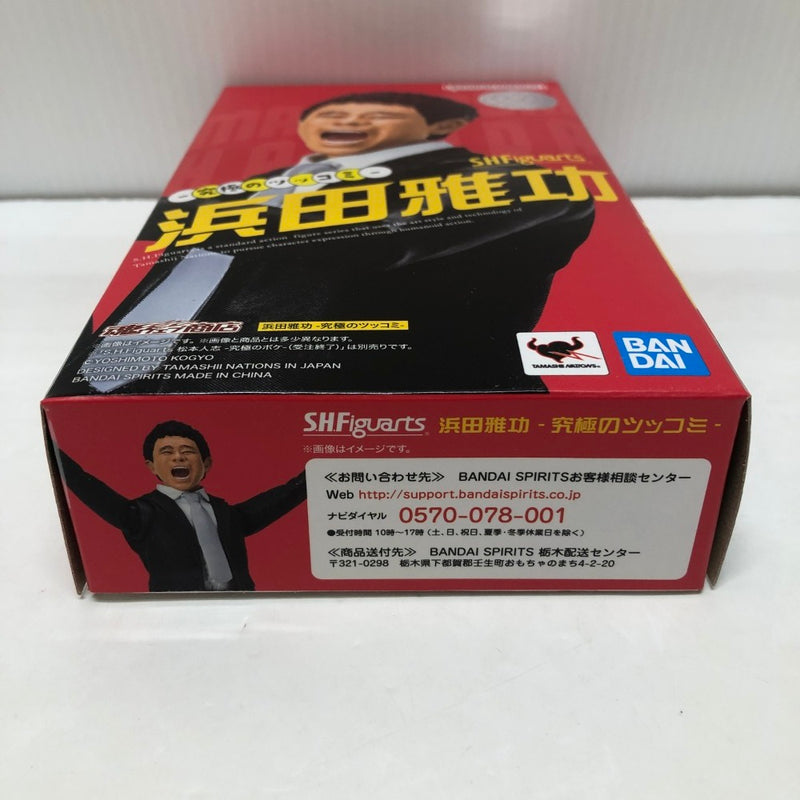 S.H.Figuarts
-究極のツッコミ-
浜田雅功
S.H.Figuarts is a standard action figure series that uses the art style and technology of
Tamashii Nations to pursue character expression through humanoid action.
魂ウェブ商店
浜田雅功 -究極のツッコミ-
※画像はイメージです。※画像と商品とは多少異なります。
※「S.H.Figuarts 松本人志 -究極のボケ-(受注終了)」は別売りです。
©YOSHIMOTO KOGYO
DESIGNED BY TAMASHII NATIONS IN JAPAN
BANDAI SPIRITS MADE IN CHINA
TAMASHII NATIONS
BAN
DAI
S.H.Figuarts 浜田雅功 -究極のツッコミ-
※画像はイメージです。
≪お問い合わせ先≫ BANDAI SPIRITSお客様相談センター
Web http://support.bandaispirits.co.jp
ナビダイヤル 0570-078-001
●受付時間 10時~17時 (土、日、祝日、夏季・冬季休業日を除く)
≪商品送付先≫ BANDAI SPIRITS 栃木配送センター
〒321-0298 栃木県下都賀郡壬生町おもちゃのまち4-2-20